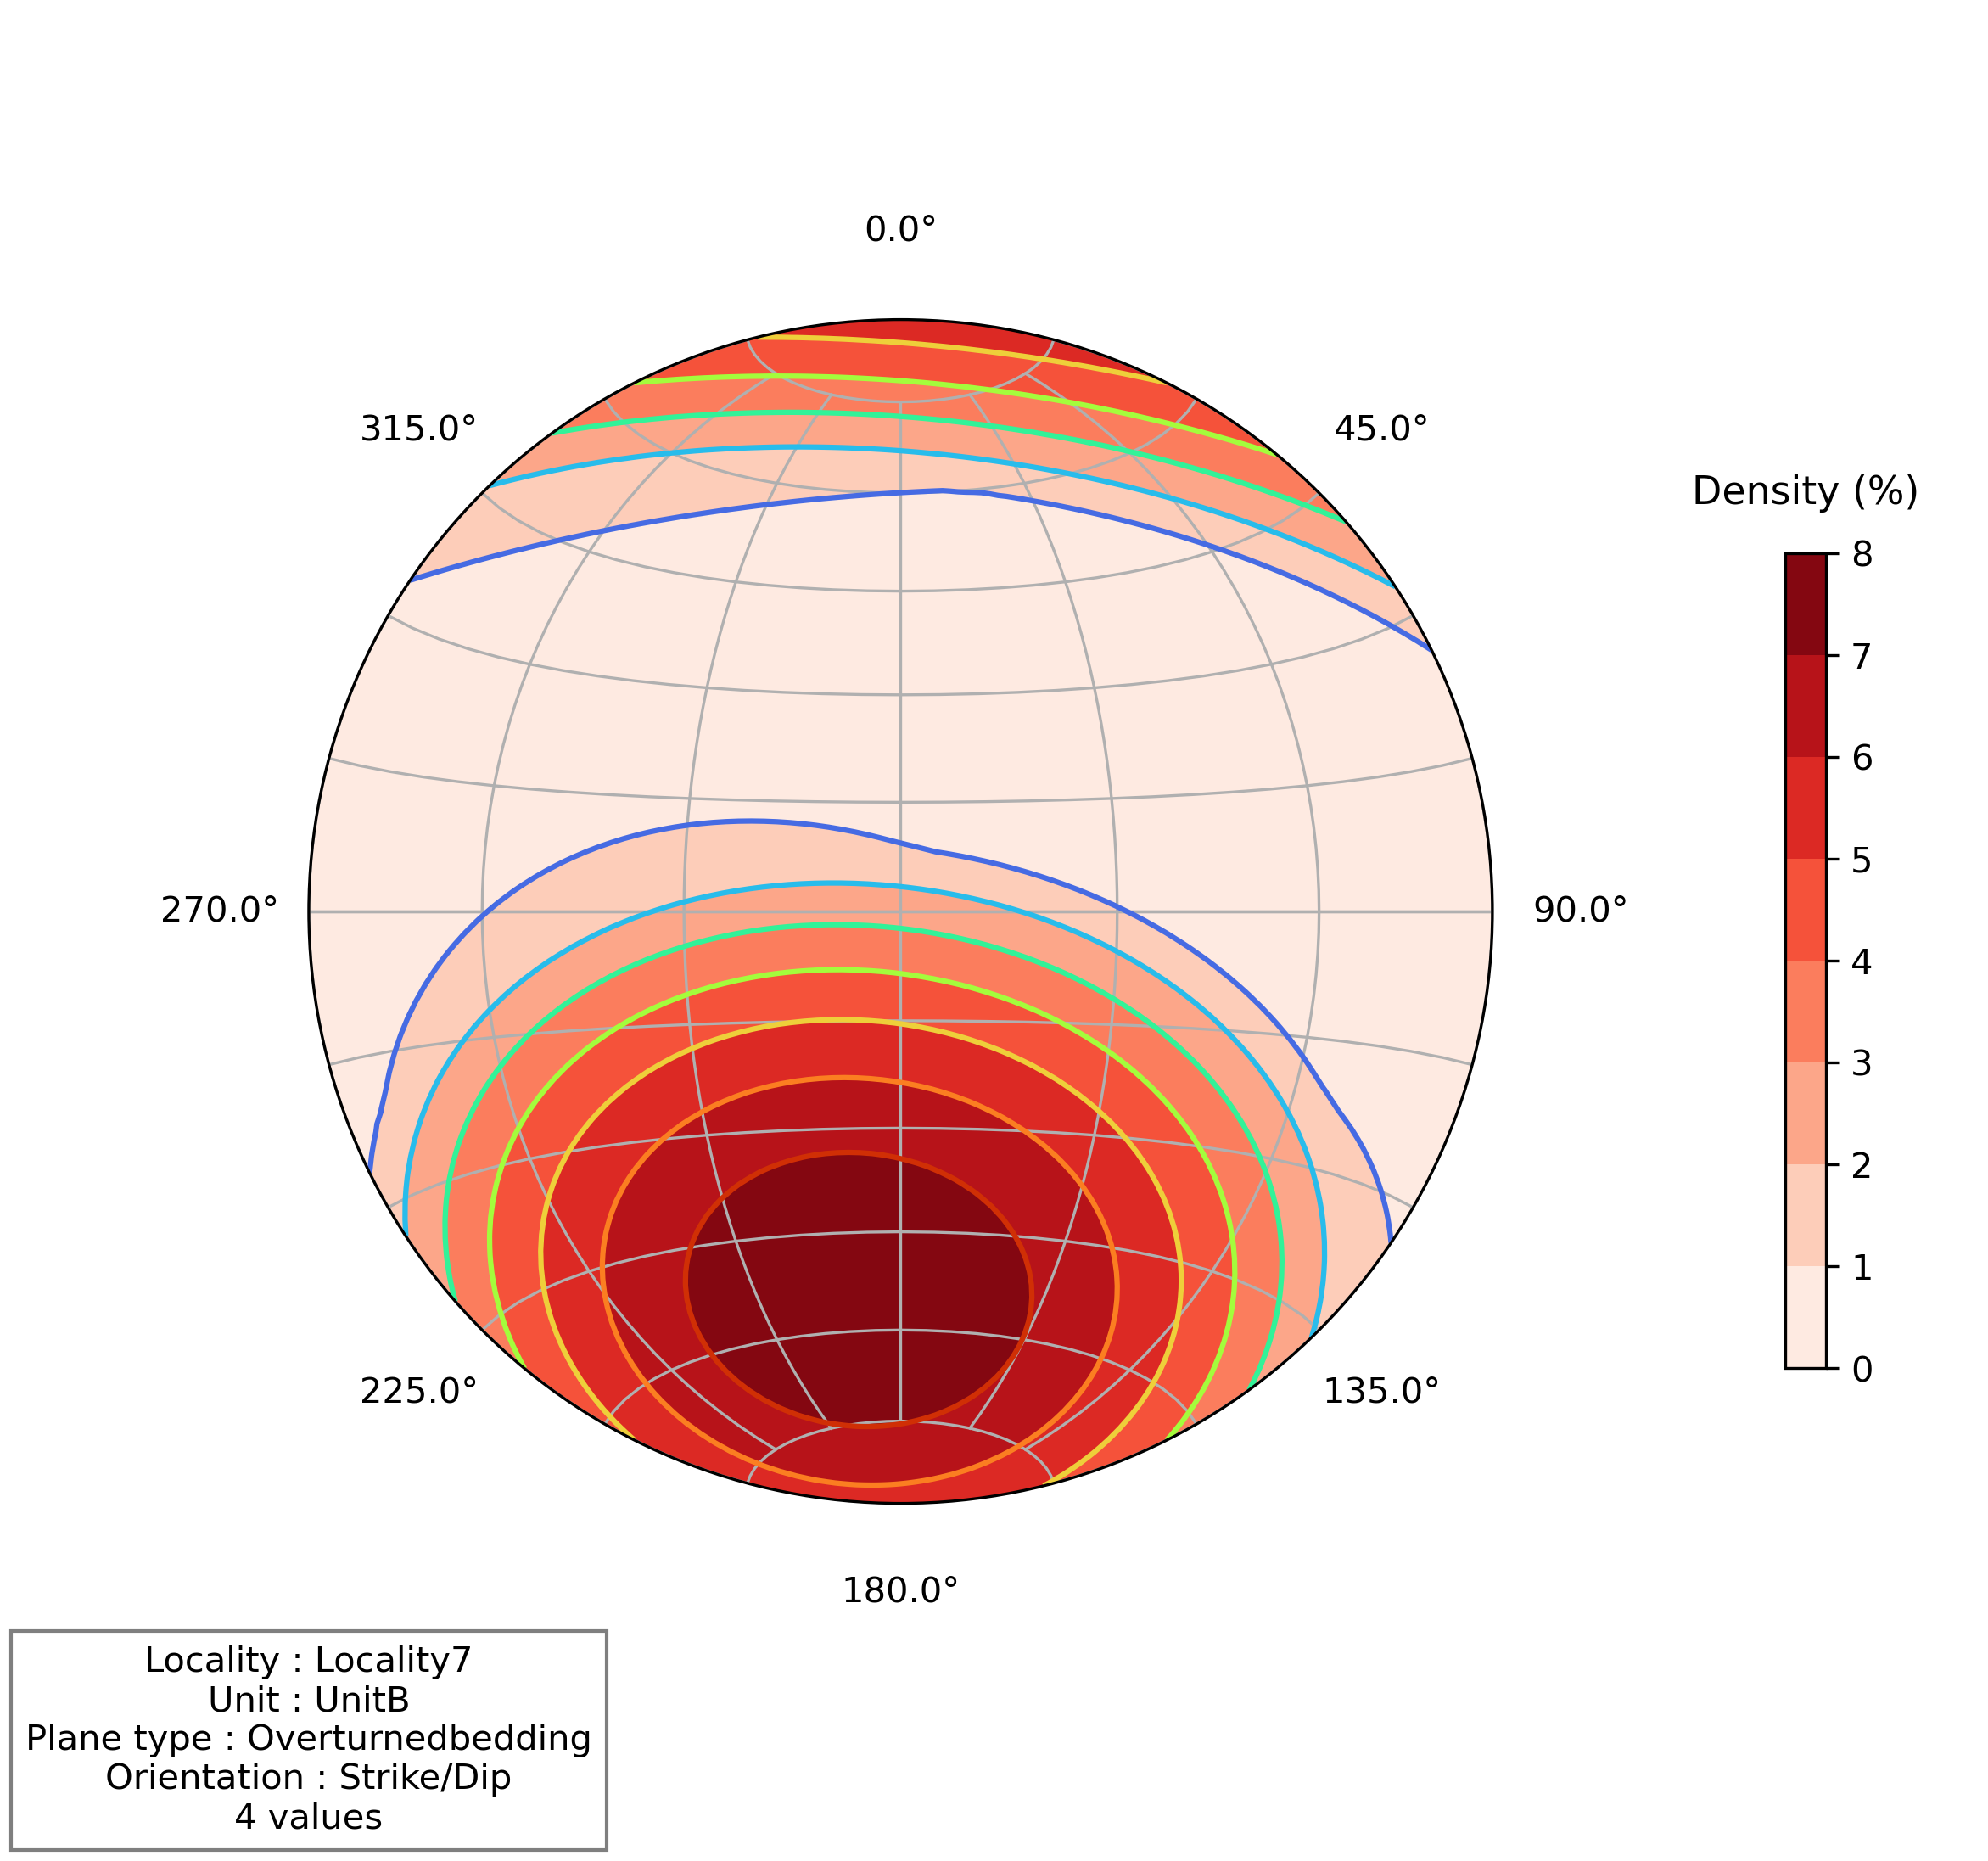 0.0°
315.0°
45.0°
Density (%)
8
7
6
5
4
3
2
1
0
270.0°
90.0°
225.0°
135.0°
180.0°
Locality : Locality7
Unit : UnitB
Plane type : Overturnedbedding
Orientation : Strike/Dip
4 values